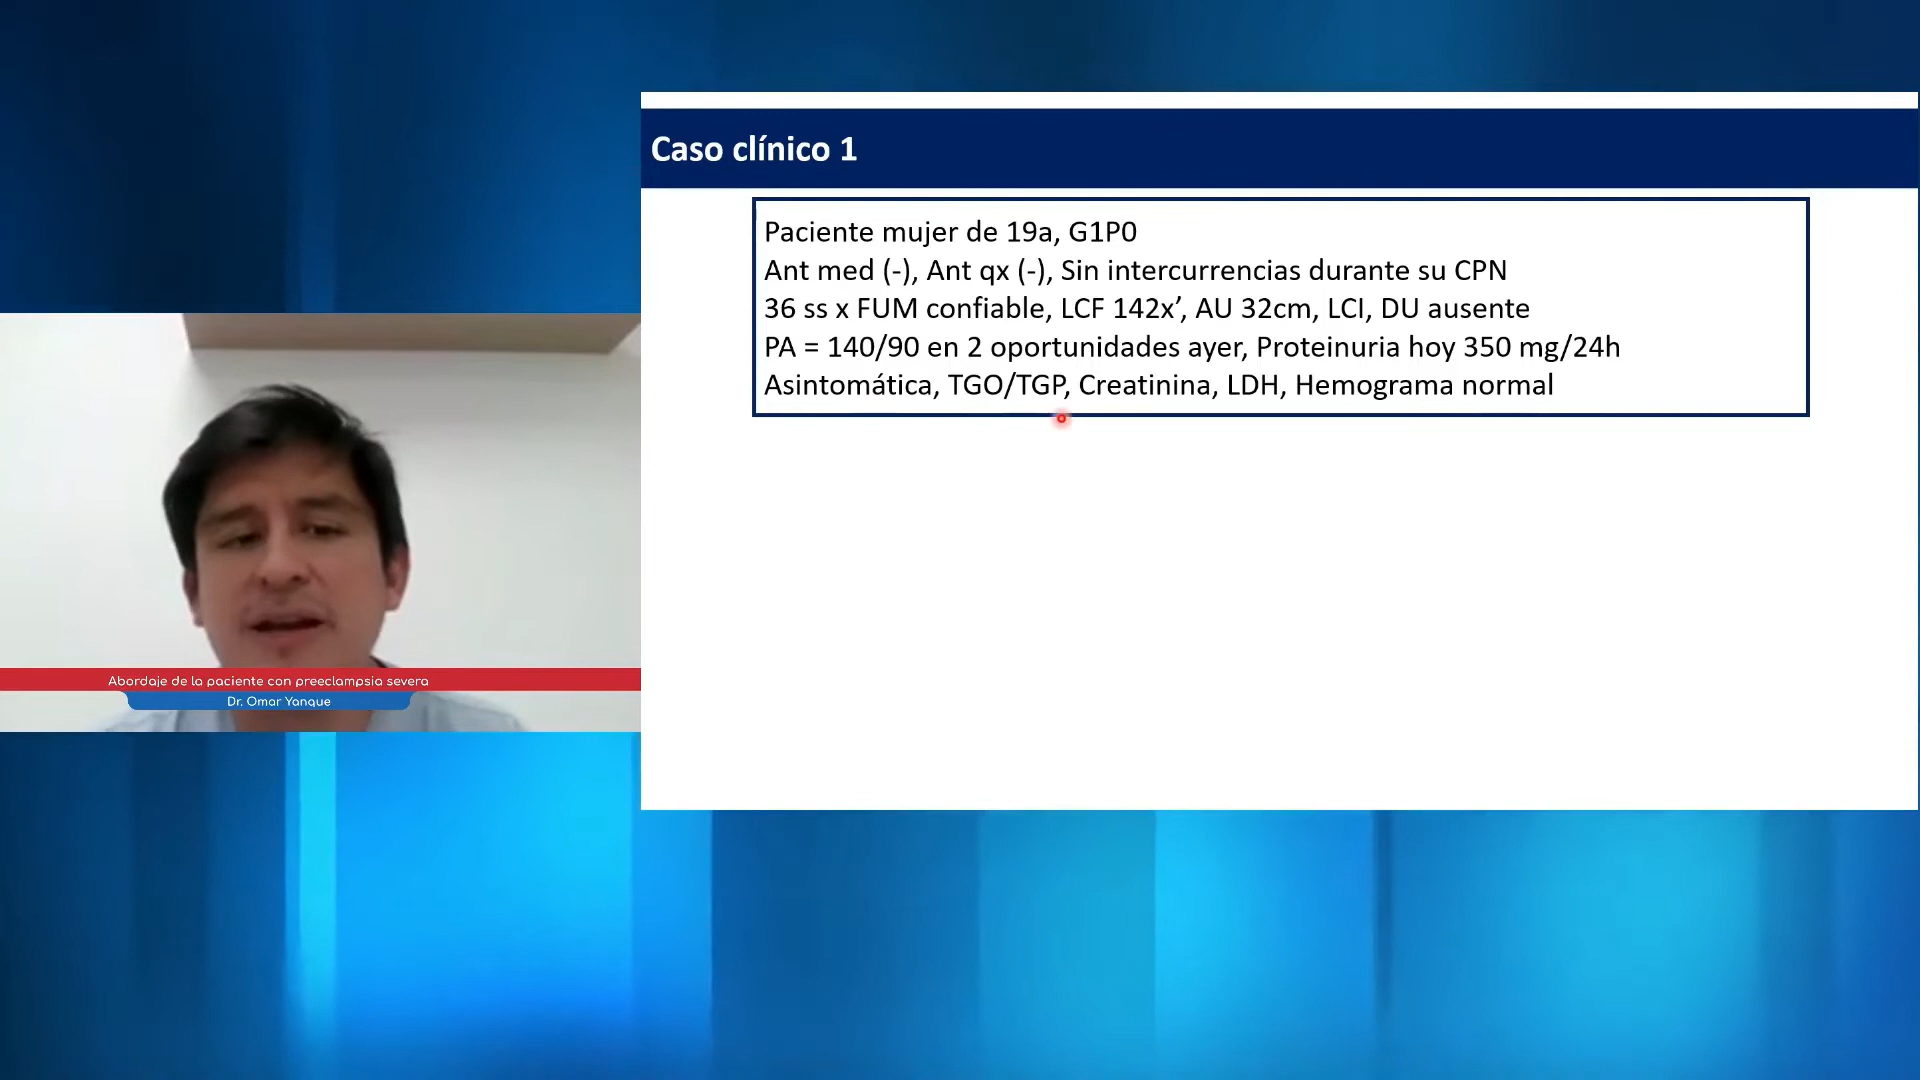 Caso clínico 1
Paciente mujer de 19a, G1P0
Ant med (-), Ant qx (-), Sin intercurrencias durante su CPN
36 ss x FUM confiable, LCF 142x’, AU 32cm, LCI, DU ausente
PA = 140/90 en 2 oportunidades ayer, Proteinuria hoy 350 mg/24h
Asintomática, TGO/TGP, Creatinina, LDH, Hemograma normal
Abordaje de la paciente con preeclampsia severa
Dr. Omar Yanque